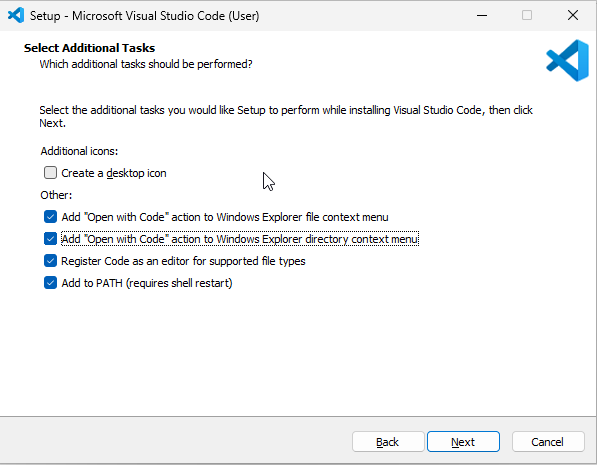 Setup - Microsoft Visual Studio Code (User)
Select Additional Tasks
Which additional tasks should be performed?
Select the additional tasks you would like Setup to perform while installing Visual Studio Code, then click
Next.
Additional icons:
Create a desktop icon
Other:
Add "Open with Code" action to Windows Explorer file context menu
Add "Open with Code" action to Windows Explorer directory context menu
Register Code as an editor for supported file types
Add to PATH (requires shell restart)
Back Next Cancel